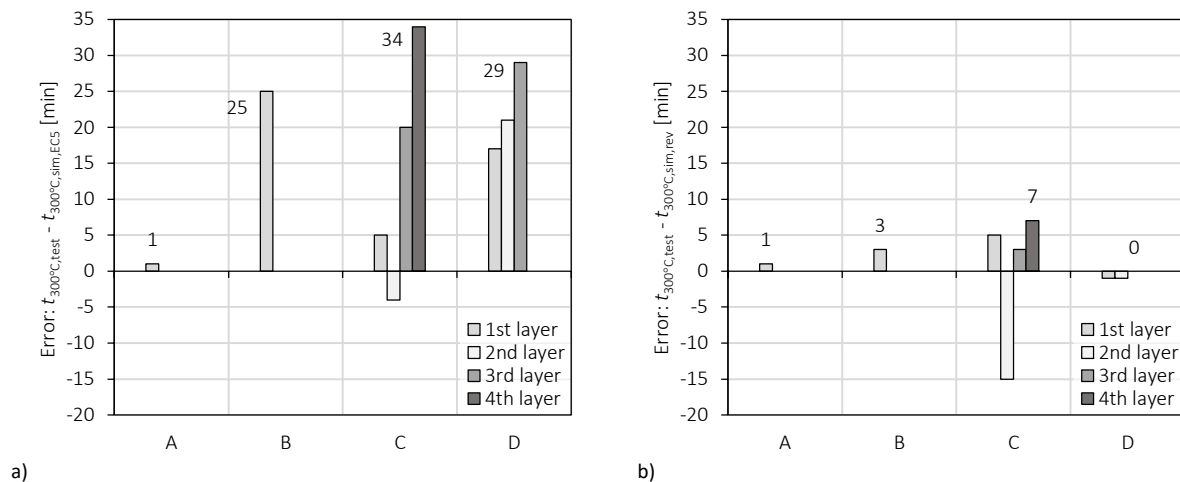 Error: t300°C,test - t300°C,sim,EC5 [min]
35
30
25
20
15
10
5
0
-5
-10
-15
-20
1
25
34
29
1st layer
2nd layer
3rd layer
4th layer
A B C D
a)
Error: t300°C,test - t300°C,sim,rev [min]
35
30
25
20
15
10
5
0
-5
-10
-15
-20
1
3
7
0
1st layer
2nd layer
3rd layer
4th layer
A B C D
b)